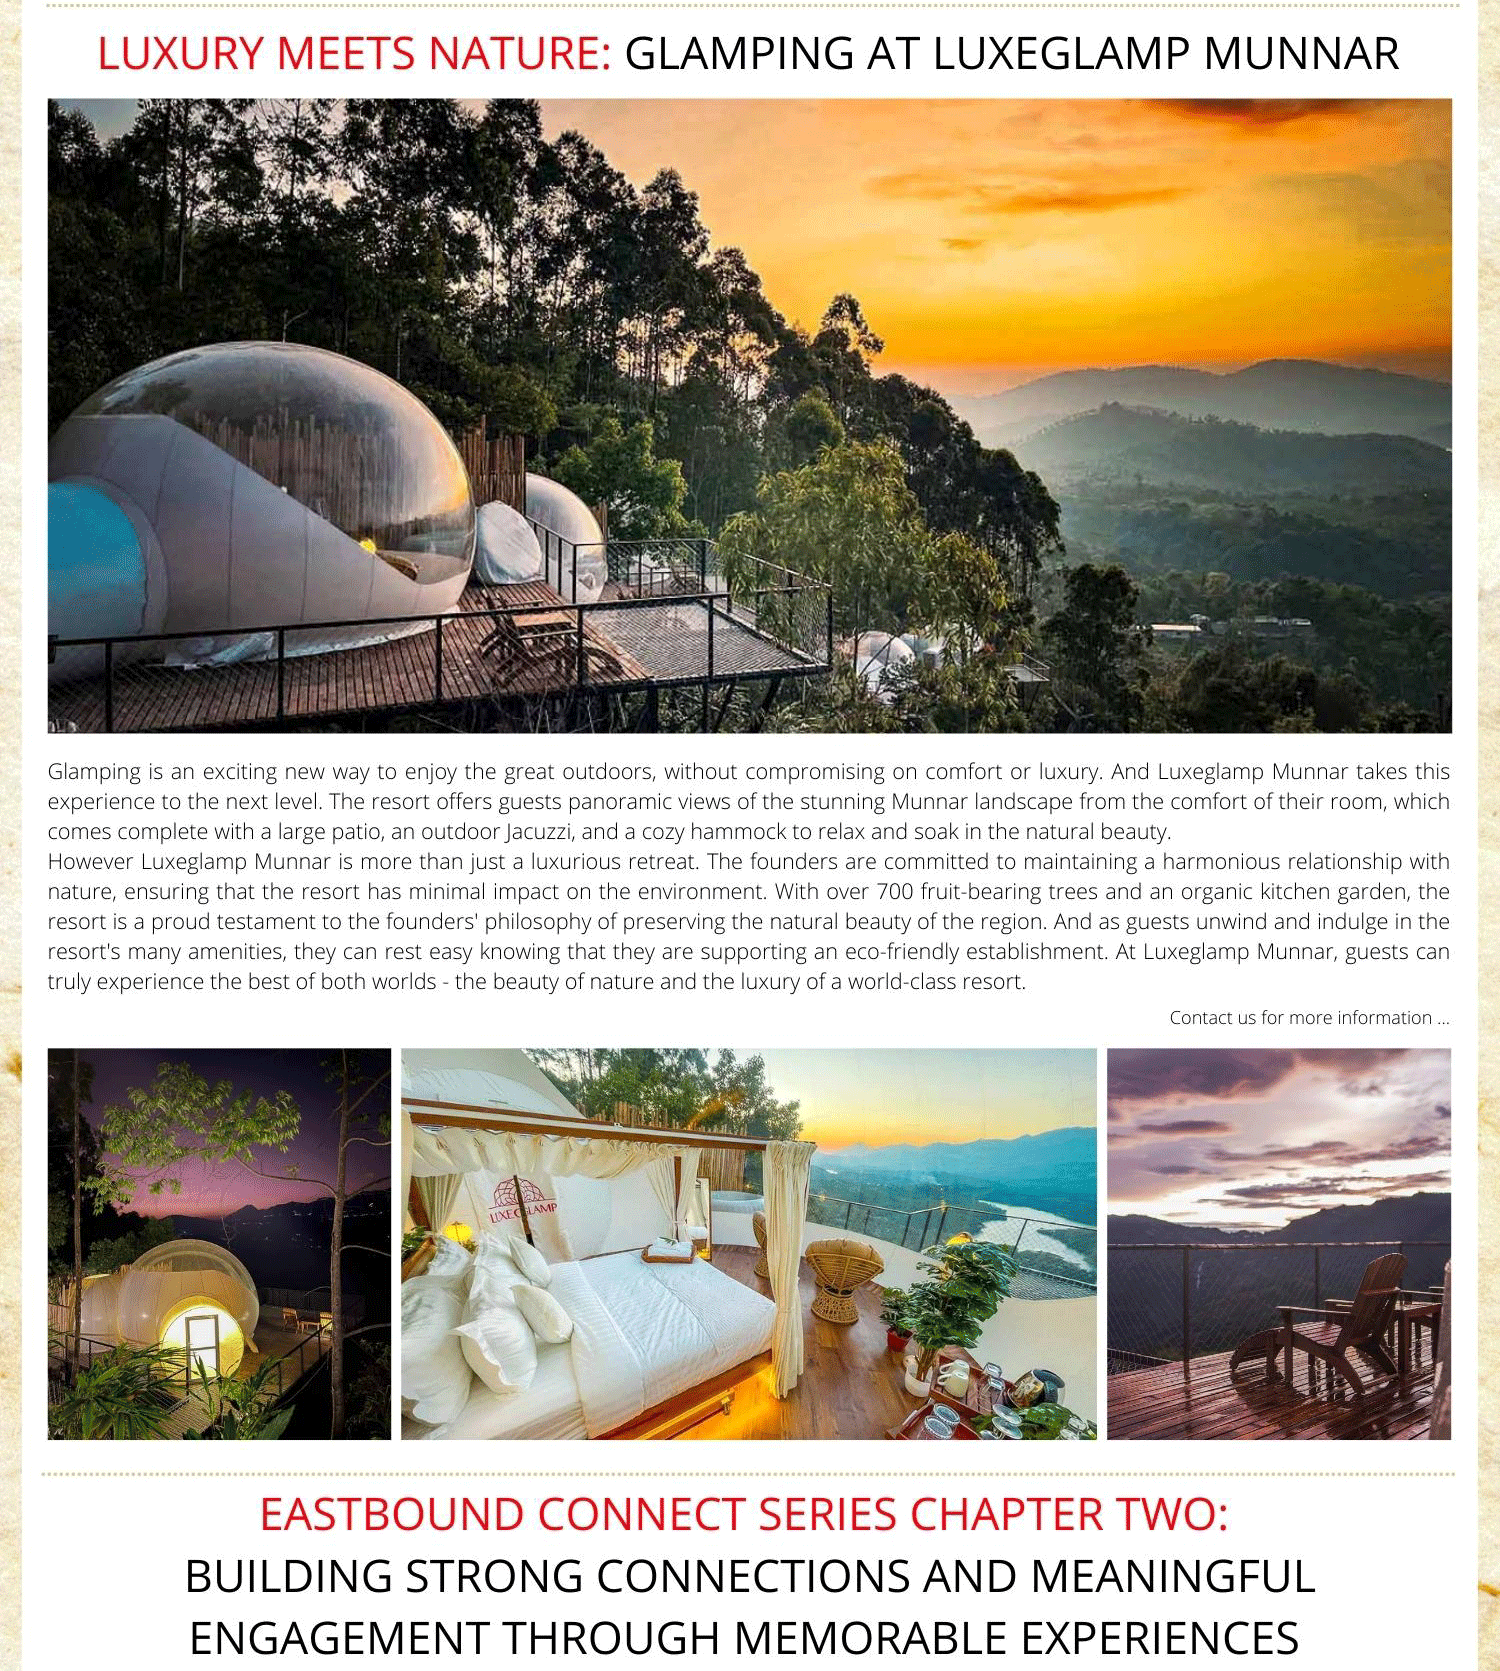 LUXURY MEETS NATURE: GLAMPING AT LUXEGLAMP MUNNAR
Glamping is an exciting new way to enjoy the great outdoors, without compromising on comfort or luxury. And Luxeglamp Munnar takes this
experience to the next level. The resort offers guests panoramic views of the stunning Munnar landscape from the comfort of their room, which
comes complete with a large patio, an outdoor Jacuzzi, and a cozy hammock to relax and soak in the natural beauty.
However Luxeglamp Munnar is more than just a luxurious retreat. The founders are committed to maintaining a harmonious relationship with
nature, ensuring that the resort has minimal impact on the environment. With over 700 fruit-bearing trees and an organic kitchen garden, the
resort is a proud testament to the founders' philosophy of preserving the natural beauty of the region. And as guests unwind and indulge in the
resort's many amenities, they can rest easy knowing that they are supporting an eco-friendly establishment. At Luxeglamp Munnar, guests can
truly experience the best of both worlds - the beauty of nature and the luxury of a world-class resort.
Contact us for more information ...
LUXEGLAMP
EASTBOUND CONNECT SERIES CHAPTER TWO:
BUILDING STRONG CONNECTIONS AND MEANINGFUL
ENGAGEMENT THROUGH MEMORABLE EXPERIENCES